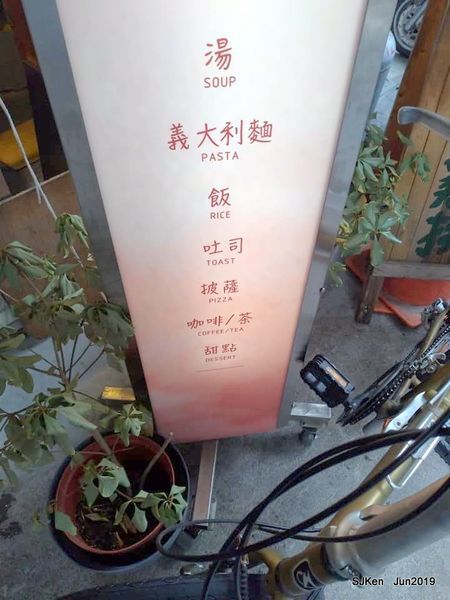 湯
SOUP
義大利麵
PASTA
飯
RICE
吐司
TOAST
披薩
PIZZA
咖啡/茶
COFFEE/TEA
甜點
DESSERT
SJKen Jun2019